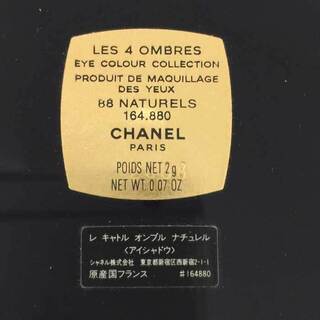 LES 4 OMBRES
EYE COLOUR COLLECTION
PRODUIT DE MAQUILLAGE
DES YEUX
88 NATURELS
164.880
CHANEL
PARIS
POIDS NET 2g
NET WT. 0.07 OZ
レ キャトル オンブル ナチュレル
〈アイシャドウ〉
シャネル株式会社 東京都新宿区西新宿2-1-1
原産国フランス #164880